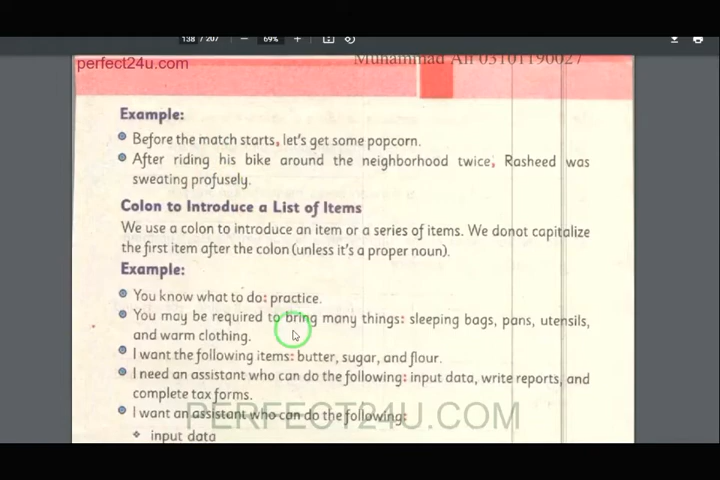 138 / 207
69%
perfect24u.com
Muhammad Ali 03101190027
Example:
Before the match starts, let's get some popcorn.
After riding his bike around the neighborhood twice, Rasheed was
sweating profusely.
Colon to Introduce a List of Items
We use a colon to introduce an item or a series of items. We donot capitalize
the first item after the colon (unless it's a proper noun).
Example:
You know what to do: practice.
You may be required to bring many things: sleeping bags, pans, utensils,
and warm clothing.
I want the following items: butter, sugar, and flour.
I need an assistant who can do the following: input data, write reports, and
complete tax forms.
I want an assistant who can do the following:
PERFECT24U.COM
input data